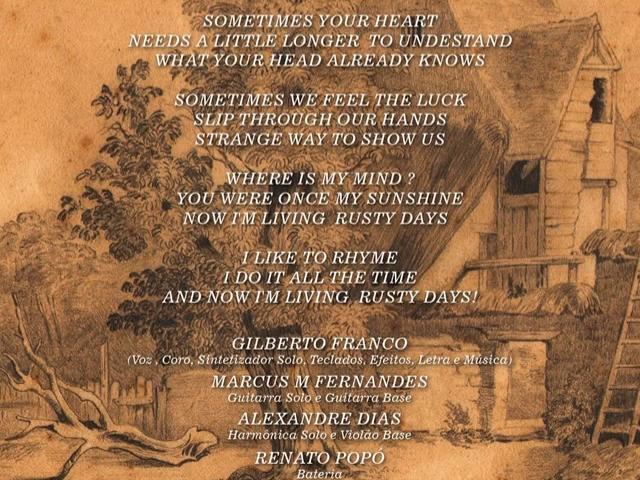 SOMETIMES YOUR HEART
NEEDS A LITTLE LONGER TO UNDESTAND
WHAT YOUR HEAD ALREADY KNOWS
SOMETIMES WE FEEL THE LUCK
SLIP THROUGH OUR HANDS
STRANGE WAY TO SHOW US
WHERE IS MY MIND ?
YOU WERE ONCE MY SUNSHINE
NOW I'M LIVING RUSTY DAYS
I LIKE TO RHYME
I DO IT ALL THE TIME
AND NOW I'M LIVING RUSTY DAYS!
GILBERTO FRANCO
(Voz , Coro, Sintetizador Solo, Teclados, Efeitos, Letra e Música)
MARCUS M FERNANDES
Guitarra Solo e Guitarra Base
ALEXANDRE DIAS
Harmônica Solo e Violão Base
RENATO POPÓ
Bateria